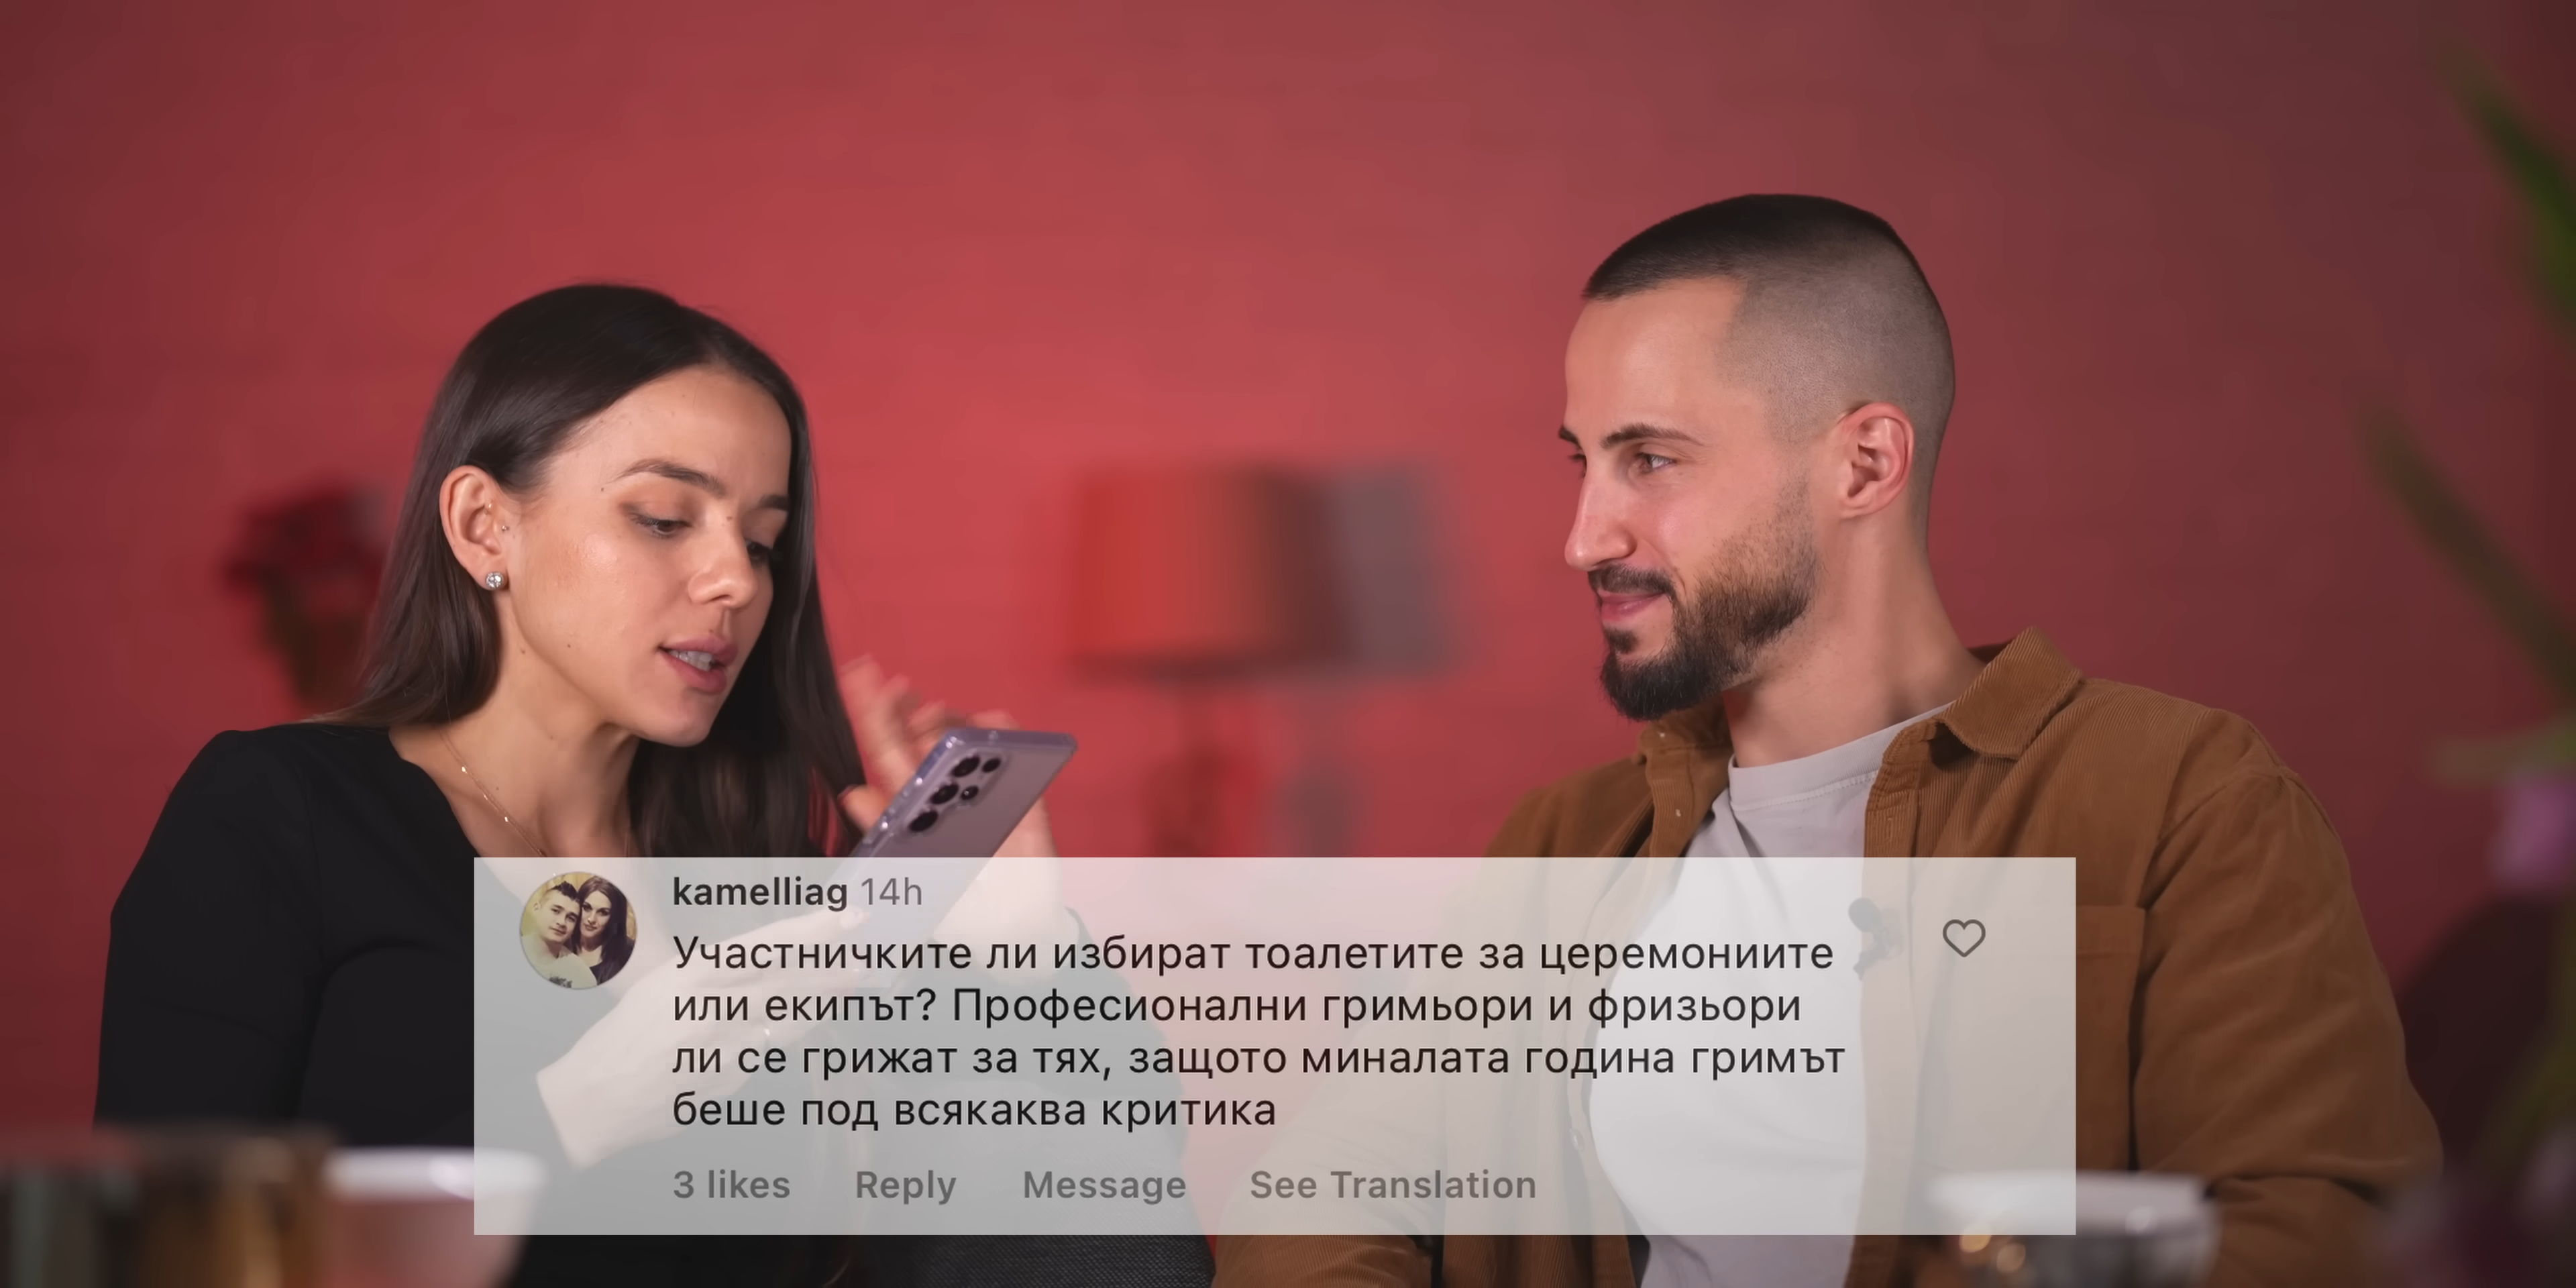 kamelliag 14h
Участничките ли избират тоалетите за церемониите
или екипът? Професионални гримьори и фризьори
ли се грижат за тях, защото миналата година гримът
беше под всякаква критика
3 likes Reply Message See Translation